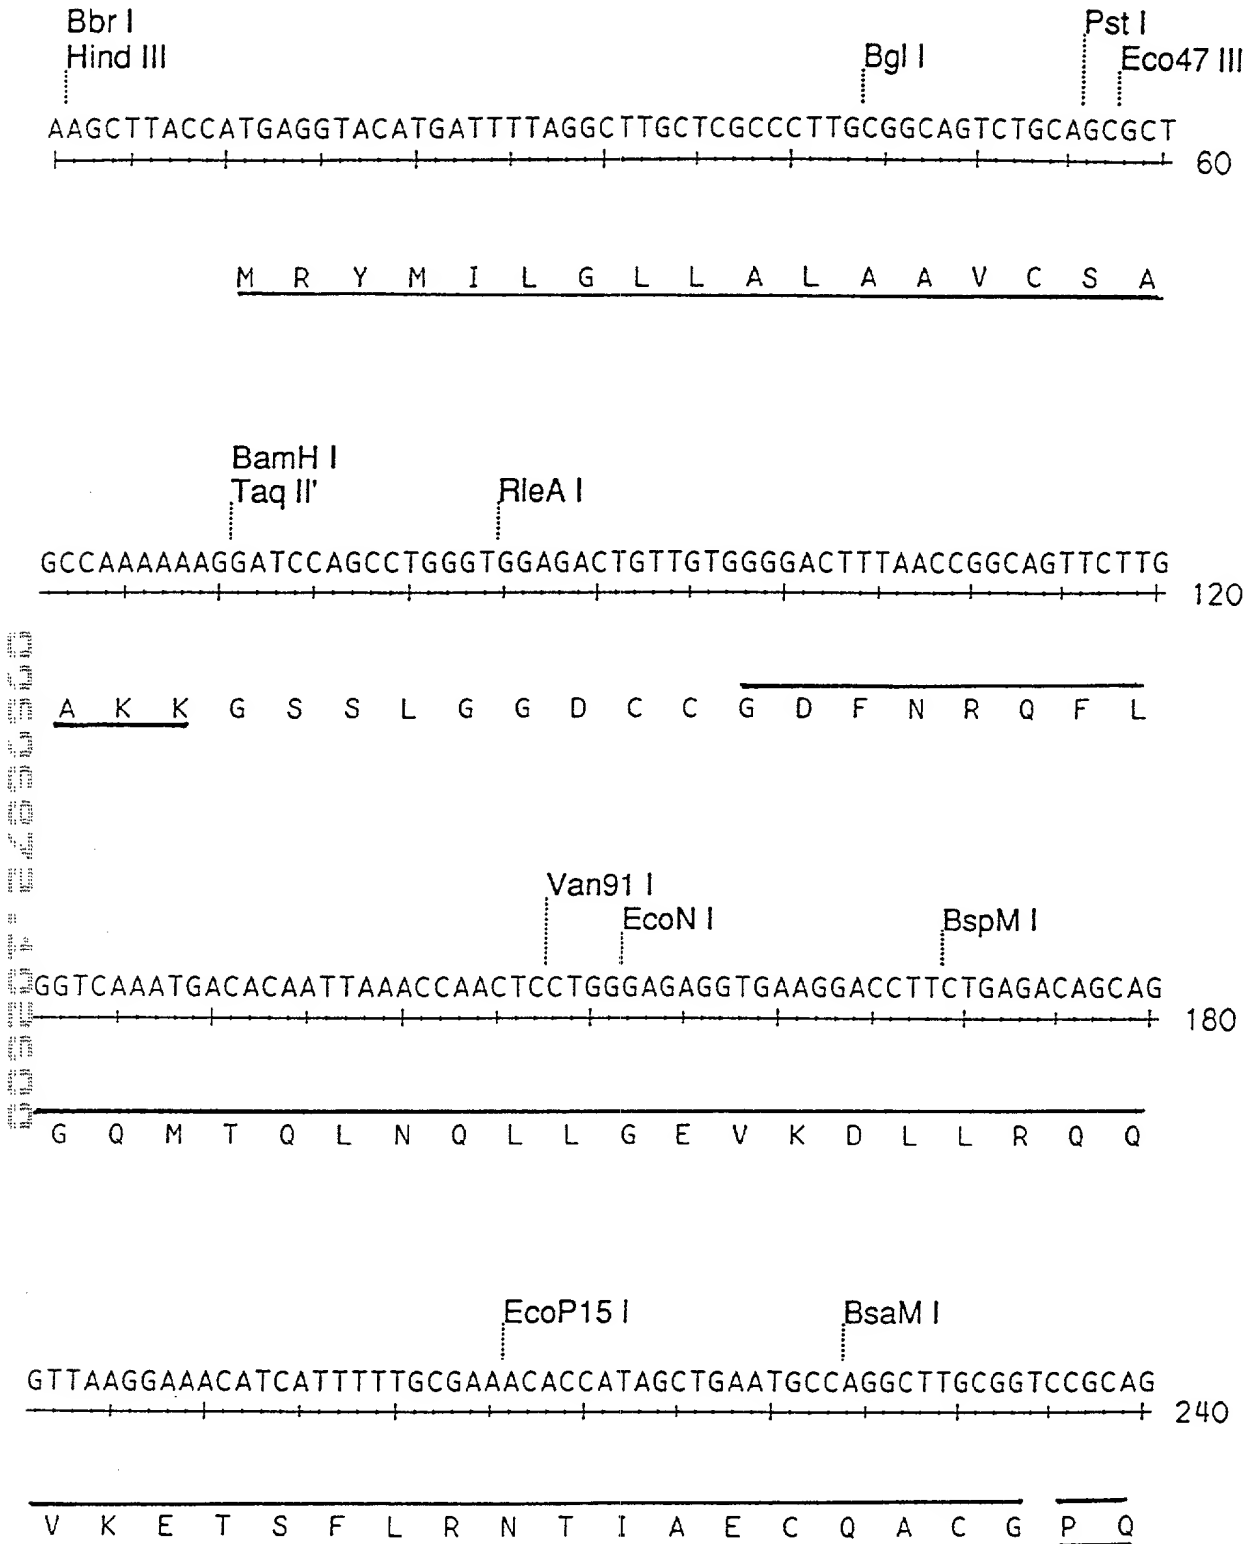 Bbr I Pst I
Hind III Bgl I Eco47 III
AAGCTTACCATGAGGTACATGATTTTAGGCTTGCTCGCCCTTGCGGCAGTCTGCAGCGCT
60
M R Y M I L G L L A L A A V C S A
BamH I
Taq II' RleA I
GCCAAAAAAGGATCCAGCCTGGGTGGAGACTGTTGTGGGGACTTTAACCGGCAGTTCTTG
120
A K K G S S L G G D C C G D F N R Q F L
Van91 I
EcoN I BspM I
GGTCAAATGACACAATTAAACCAACTCCTGGGAGAGGTGAAGGACCTTCTGAGACAGCAG
180
G Q M T Q L N Q L L G E V K D L L R Q Q
EcoP15 I BsaM I
GTTAAGGAAACATCATTTTTGCGAAACACCATAGCTGAATGCCAGGCTTGCGGTCCGCAG
240
V K E T S F L R N T I A E C Q A C G P Q